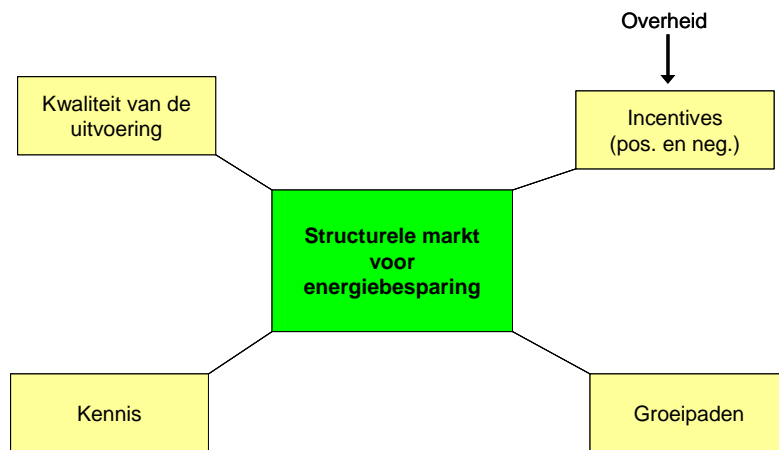 Overheid
Kwaliteit van de
uitvoering
Incentives
(pos. en neg.)
Structurele markt
voor
energiebesparing
Kennis
Groeipaden